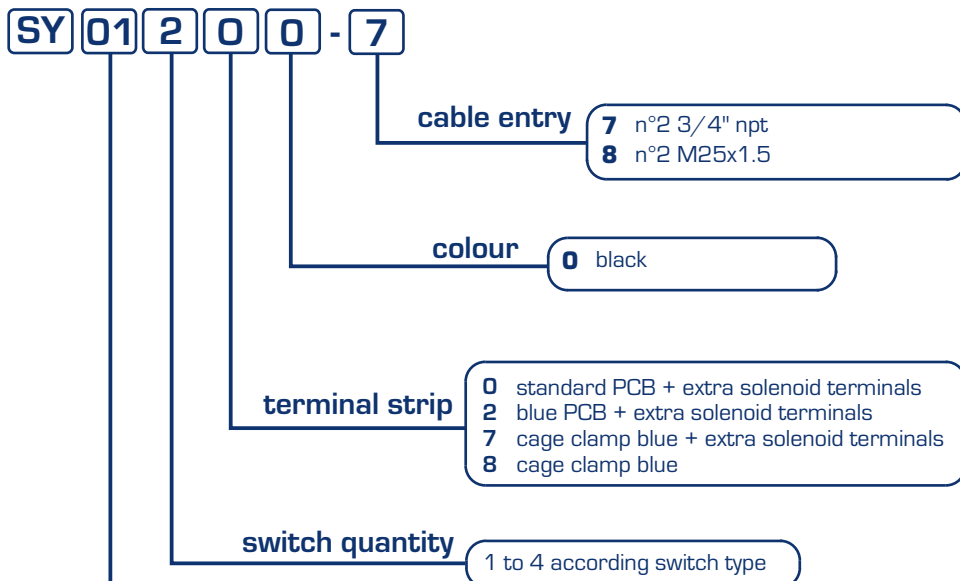 SY 01 2 0 0 - 7
cable entry
7 n°2 3/4" npt
8 n°2 M25x1.5
colour
0 black
terminal strip
0 standard PCB + extra solenoid terminals
2 blue PCB + extra solenoid terminals
7 cage clamp blue + extra solenoid terminals
8 cage clamp blue
switch quantity
1 to 4 according switch type